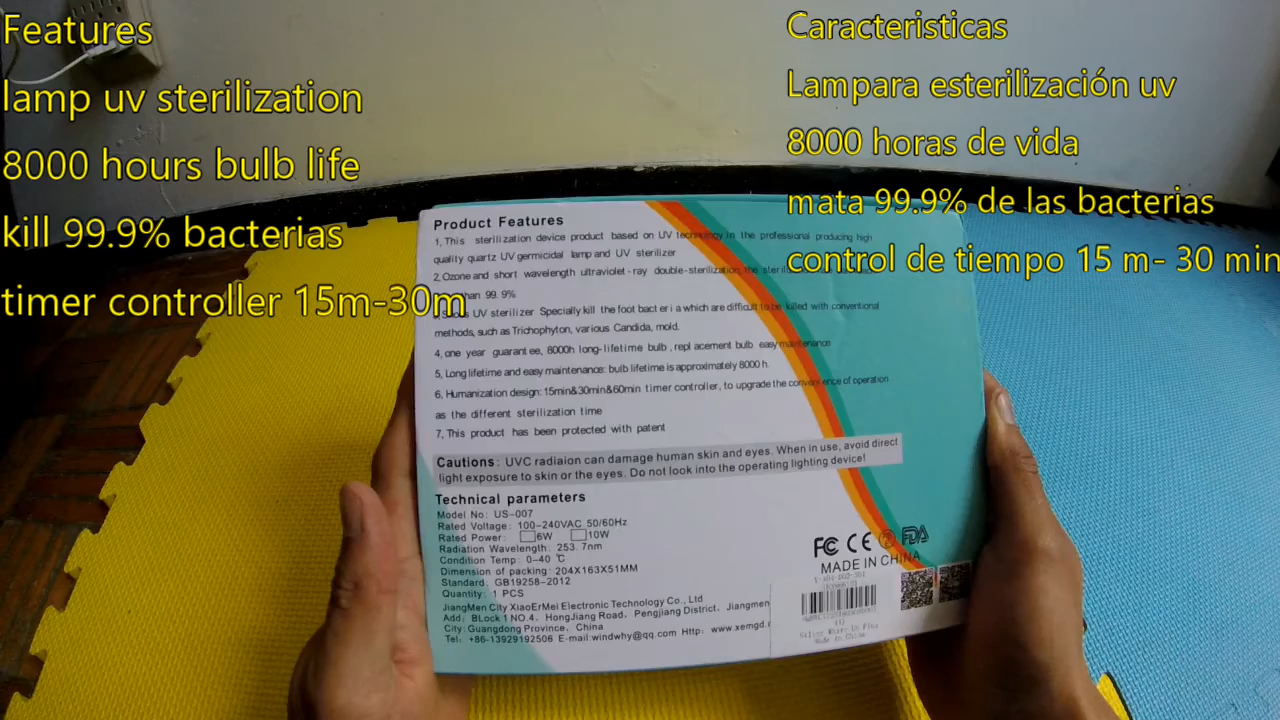 Features
lamp uv sterilization
8000 hours bulb life
kill 99.9% bacterias
timer controller 15m-30m
Caracteristicas
Lampara esterilización uv
8000 horas de vida
mata 99.9% de las bacterias
control de tiempo 15 m- 30 min
Product Features
1, This sterilization device product based on UV technology in the professional producing high
quality quartz UV germicidal lamp and UV sterilizer
2, Ozone and short wavelength ultraviolet-ray double-sterilization, the
than 99. 9%
UV sterilizer Specially kill the foot bacteria which are difficult to be killed with conventional
methods, such as Trichophyton, various Candida, mold.
4, one year guarantee, 8000h long-lifetime bulb, replacement bulb easy maintenance
5, Long lifetime and easy maintenance: bulb lifetime is approximately 8000 h.
6, Humanization design: 15min&30min&60min timer controller, to upgrade the convenience of operation
as the different sterilization time
7, This product has been protected with patent
Cautions: UVC radiaion can damage human skin and eyes. When in use, avoid direct
light exposure to skin or the eyes. Do not look into the operating lighting device!
Technical parameters
Model No: US-007
Rated Voltage: 100-240VAC 50/60Hz
Rated Power: 6W 10W
Radiation Wavelength: 253.7nm
Condition Temp: 0-40 ℃
Dimension of packing: 204X163X51MM
Standard: GB19258-2012
Quantity: 1 PCS
JiangMen City XiaoErMei Electronic Technology Co., Ltd
Add: BLock 1 NO.4, HongJiang Road, Pengjiang District, Jiangmen
City, Guangdong Province, China
Tel: +86-13929192506 E-mail:windwhy@qq.com Http: www.xemgd.
FC CE FDA
MADE IN CHINA
Made In China